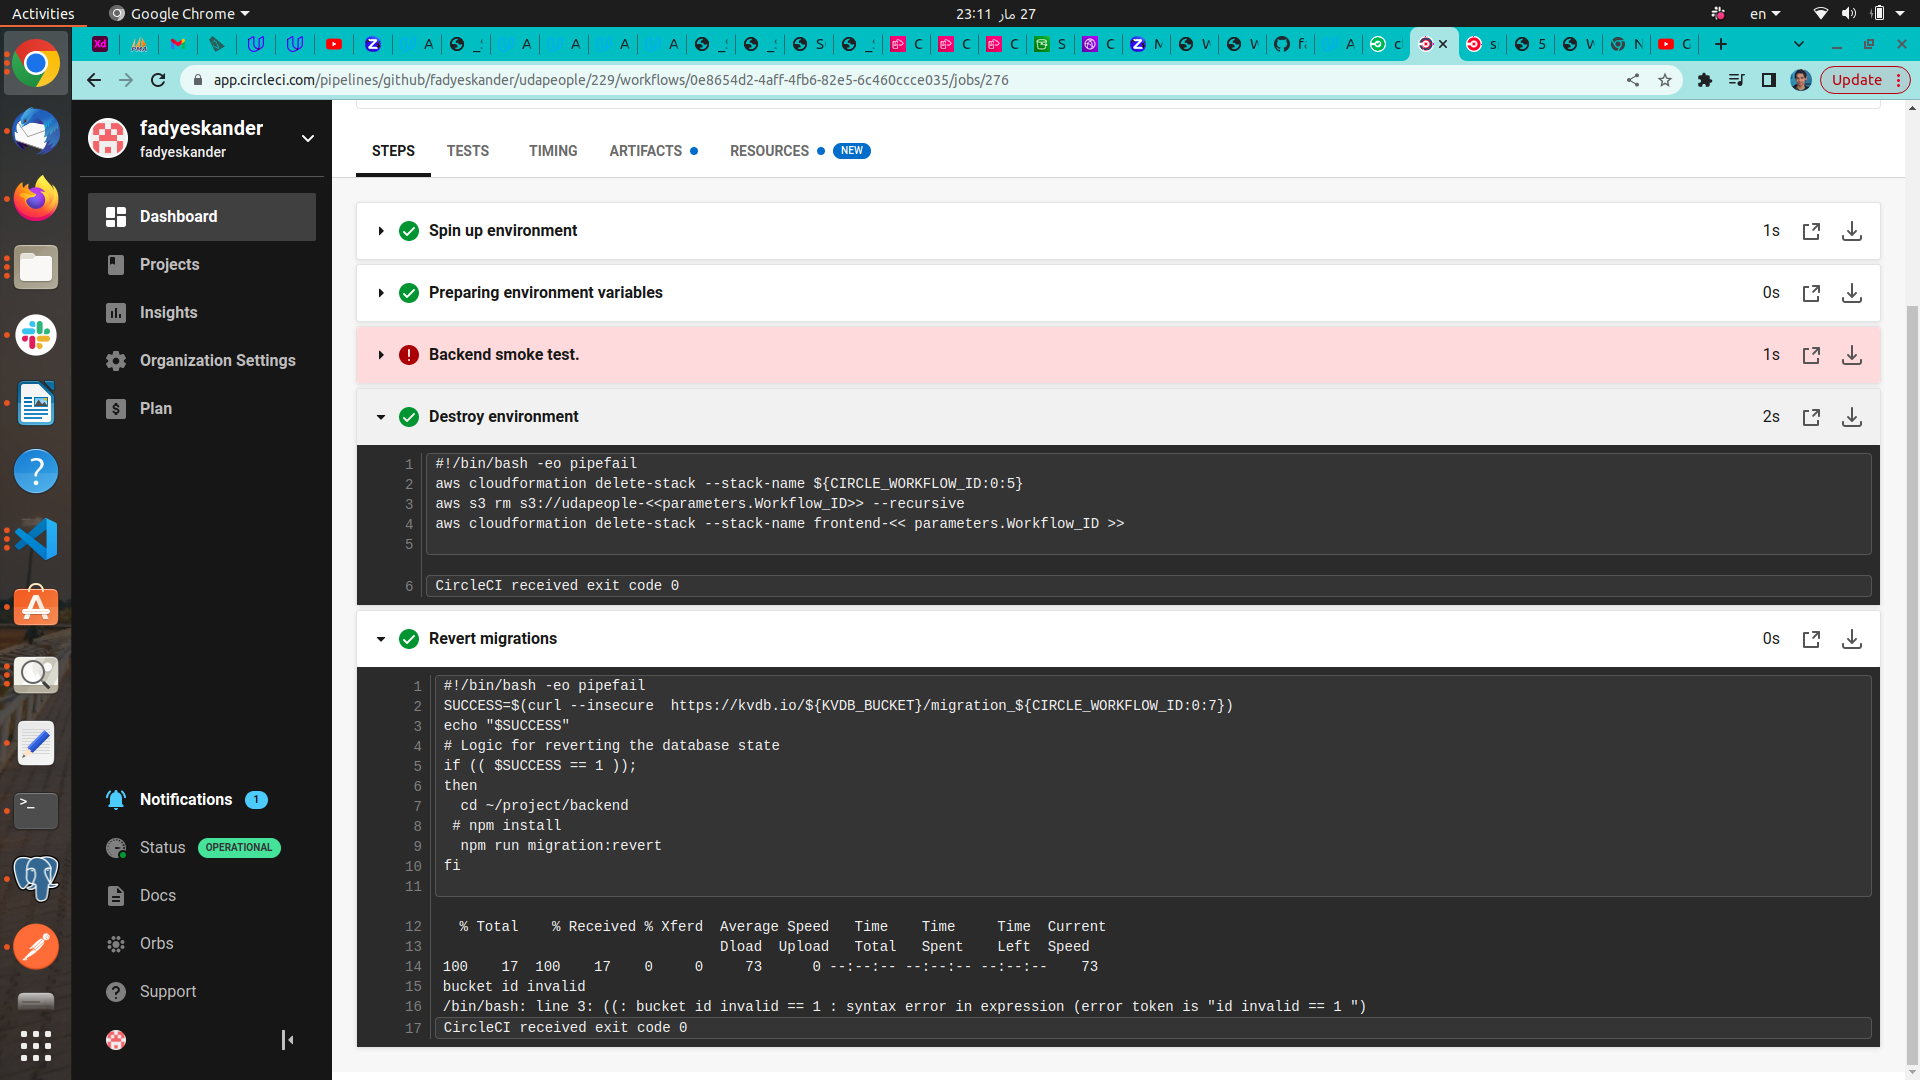 Activities
Google Chrome
23:11 مار 27
en
Update
app.circleci.com/pipelines/github/fadyeskander/udapeople/229/workflows/0e8654d2-4aff-4fb6-82e5-6c460ccce035/jobs/276
fadyeskander
fadyeskander
Dashboard
Projects
Insights
Organization Settings
Plan
Notifications 1
Status OPERATIONAL
Docs
Orbs
Support
STEPS TESTS TIMING ARTIFACTS RESOURCES NEW
Spin up environment 1s
Preparing environment variables 0s
Backend smoke test. 1s
Destroy environment 2s
1 #!/bin/bash -eo pipefail
2 aws cloudformation delete-stack --stack-name ${CIRCLE_WORKFLOW_ID:0:5}
3 aws s3 rm s3://udapeople-<<parameters.Workflow_ID>> --recursive
4 aws cloudformation delete-stack --stack-name frontend-<< parameters.Workflow_ID >>
5
6 CircleCI received exit code 0
Revert migrations 0s
1 #!/bin/bash -eo pipefail
2 SUCCESS=$(curl --insecure  https://kvdb.io/${KVDB_BUCKET}/migration_${CIRCLE_WORKFLOW_ID:0:7})
3 echo "$SUCCESS"
4 # Logic for reverting the database state
5 if (( $SUCCESS == 1 ));
6 then
7   cd ~/project/backend
8  # npm install
9   npm run migration:revert
10 fi
11
12   % Total    % Received % Xferd  Average Speed   Time    Time     Time  Current
13                                  Dload  Upload   Total   Spent    Left  Speed
14 100    17  100    17    0     0     73      0 --:--:-- --:--:-- --:--:--    73
15 bucket id invalid
16 /bin/bash: line 3: ((: bucket id invalid == 1 : syntax error in expression (error token is "id invalid == 1 ")
17 CircleCI received exit code 0